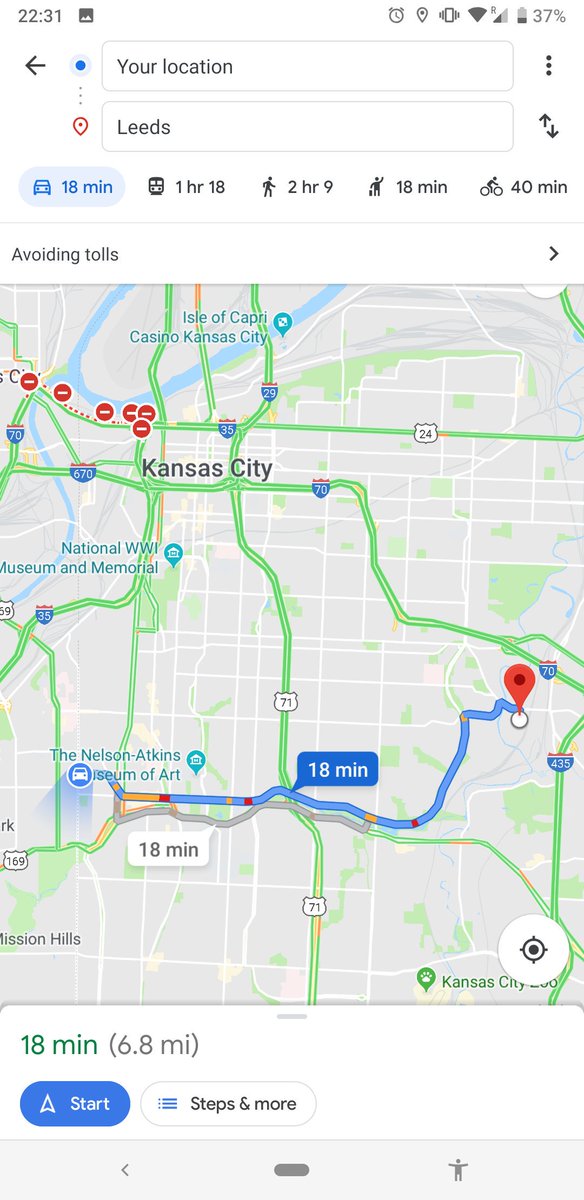 22:31
R
37%
Your location
Leeds
18 min
1 hr 18
2 hr 9
18 min
40 min
Avoiding tolls
Isle of Capri
Casino Kansas City
s City
29
70
35
24
670
Kansas City
70
National WWI
Museum and Memorial
69
35
70
71
The Nelson-Atkins
Museum of Art
18 min
435
rk
18 min
169
71
Mission Hills
Kansas City Zoo
18 min (6.8 mi)
Start
Steps & more